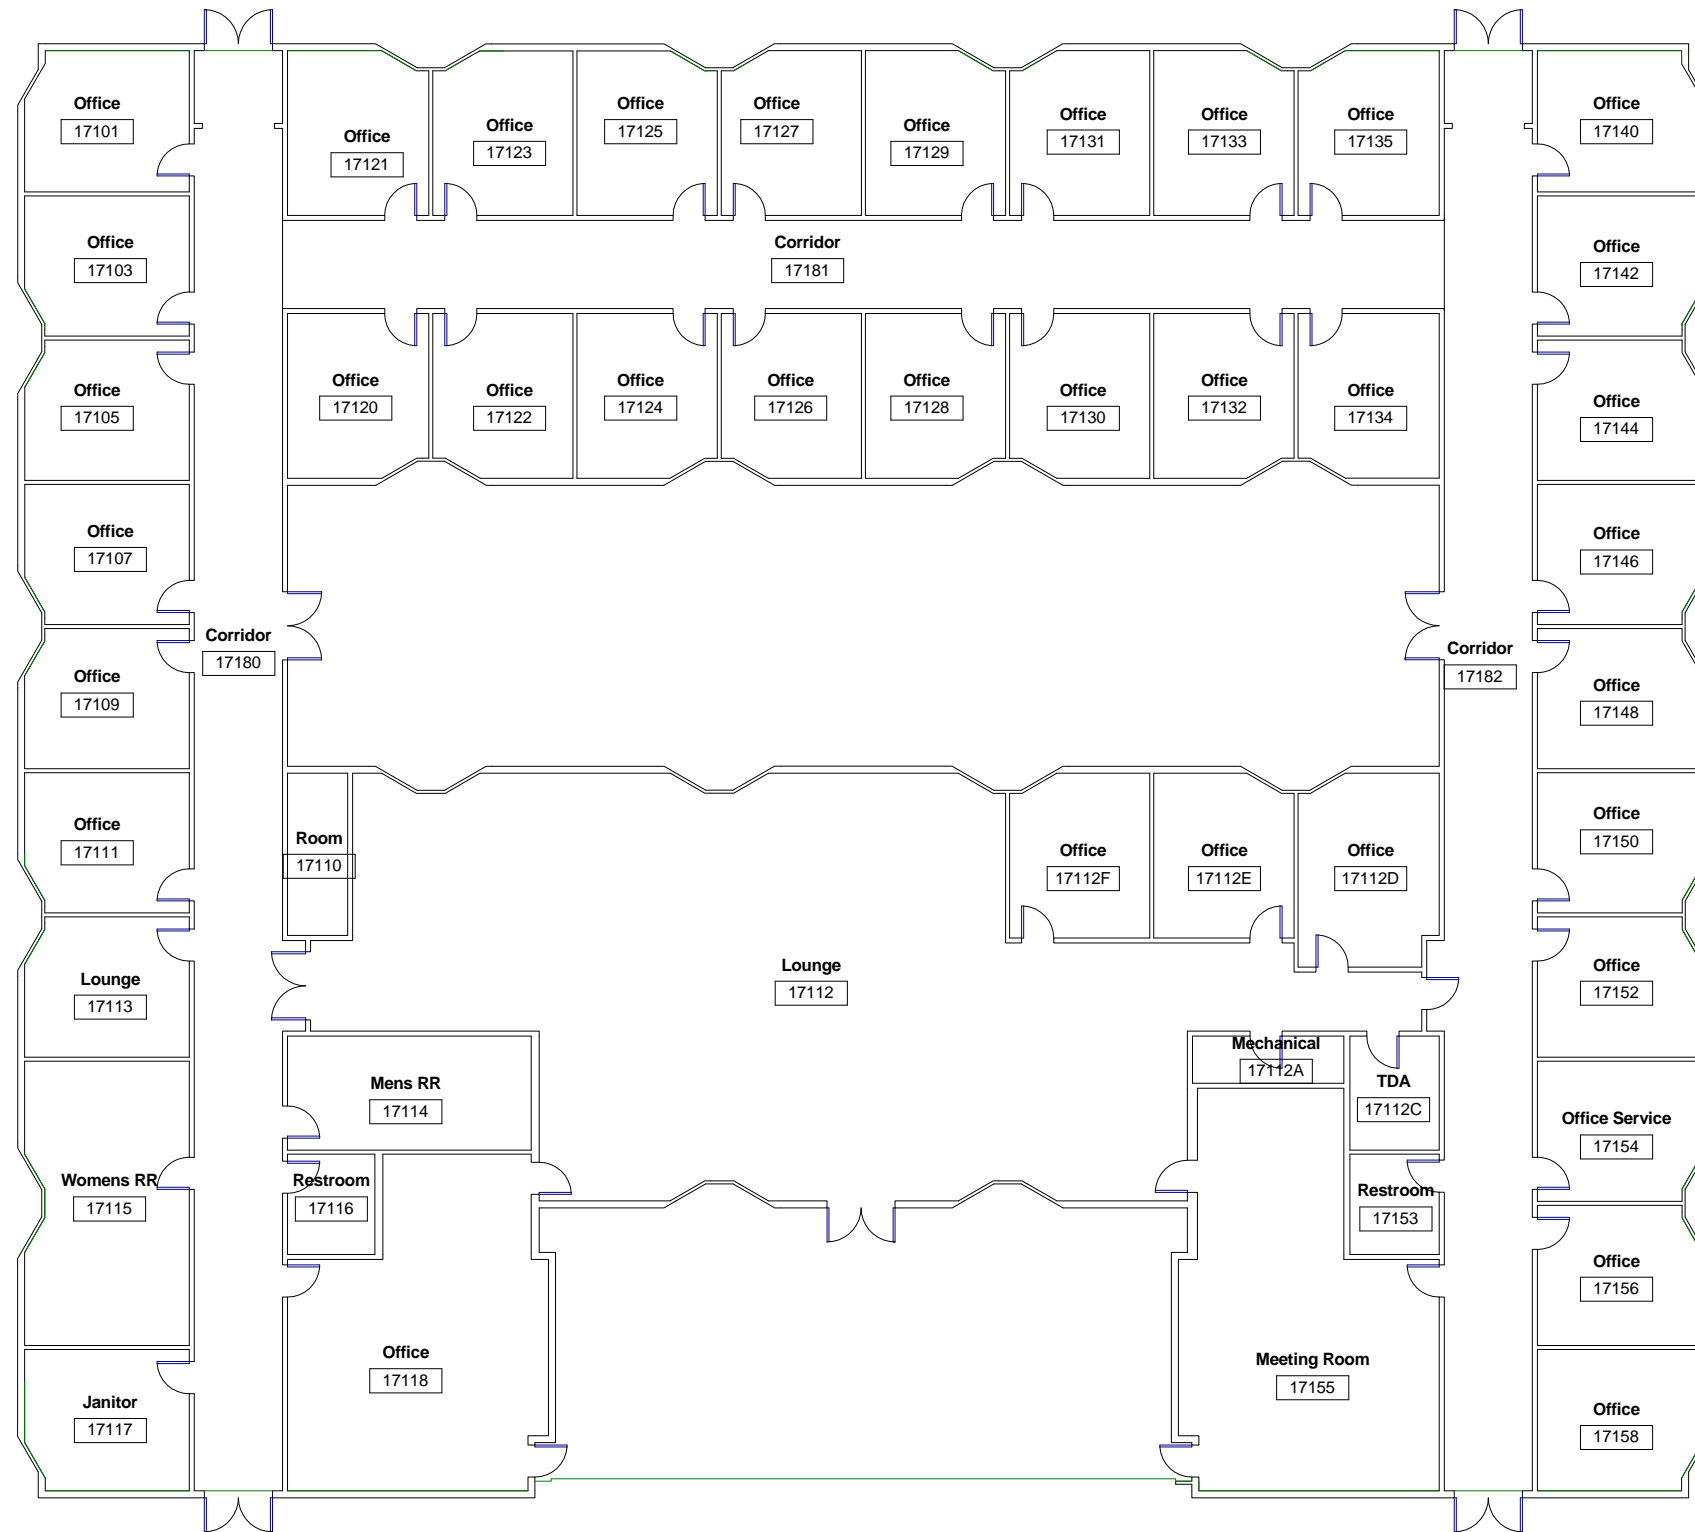 Office
17101
Office
17121
Office
17123
Office
17125
Office
17127
Office
17129
Office
17131
Office
17133
Office
17135
Office
17140
Office
17103
Corridor
17181
Office
17142
Office
17105
Office
17120
Office
17122
Office
17124
Office
17126
Office
17128
Office
17130
Office
17132
Office
17134
Office
17144
Office
17107
Office
17146
Corridor
17180
Corridor
17182
Office
17109
Office
17148
Office
17111
Room
17110
Office
17112F
Office
17112E
Office
17112D
Office
17150
Lounge
17113
Lounge
17112
Office
17152
Mens RR
17114
Mechanical
17112A
TDA
17112C
Office Service
17154
Womens RR
17115
Restroom
17116
Restroom
17153
Office
17156
Office
17118
Meeting Room
17155
Janitor
17117
Office
17158